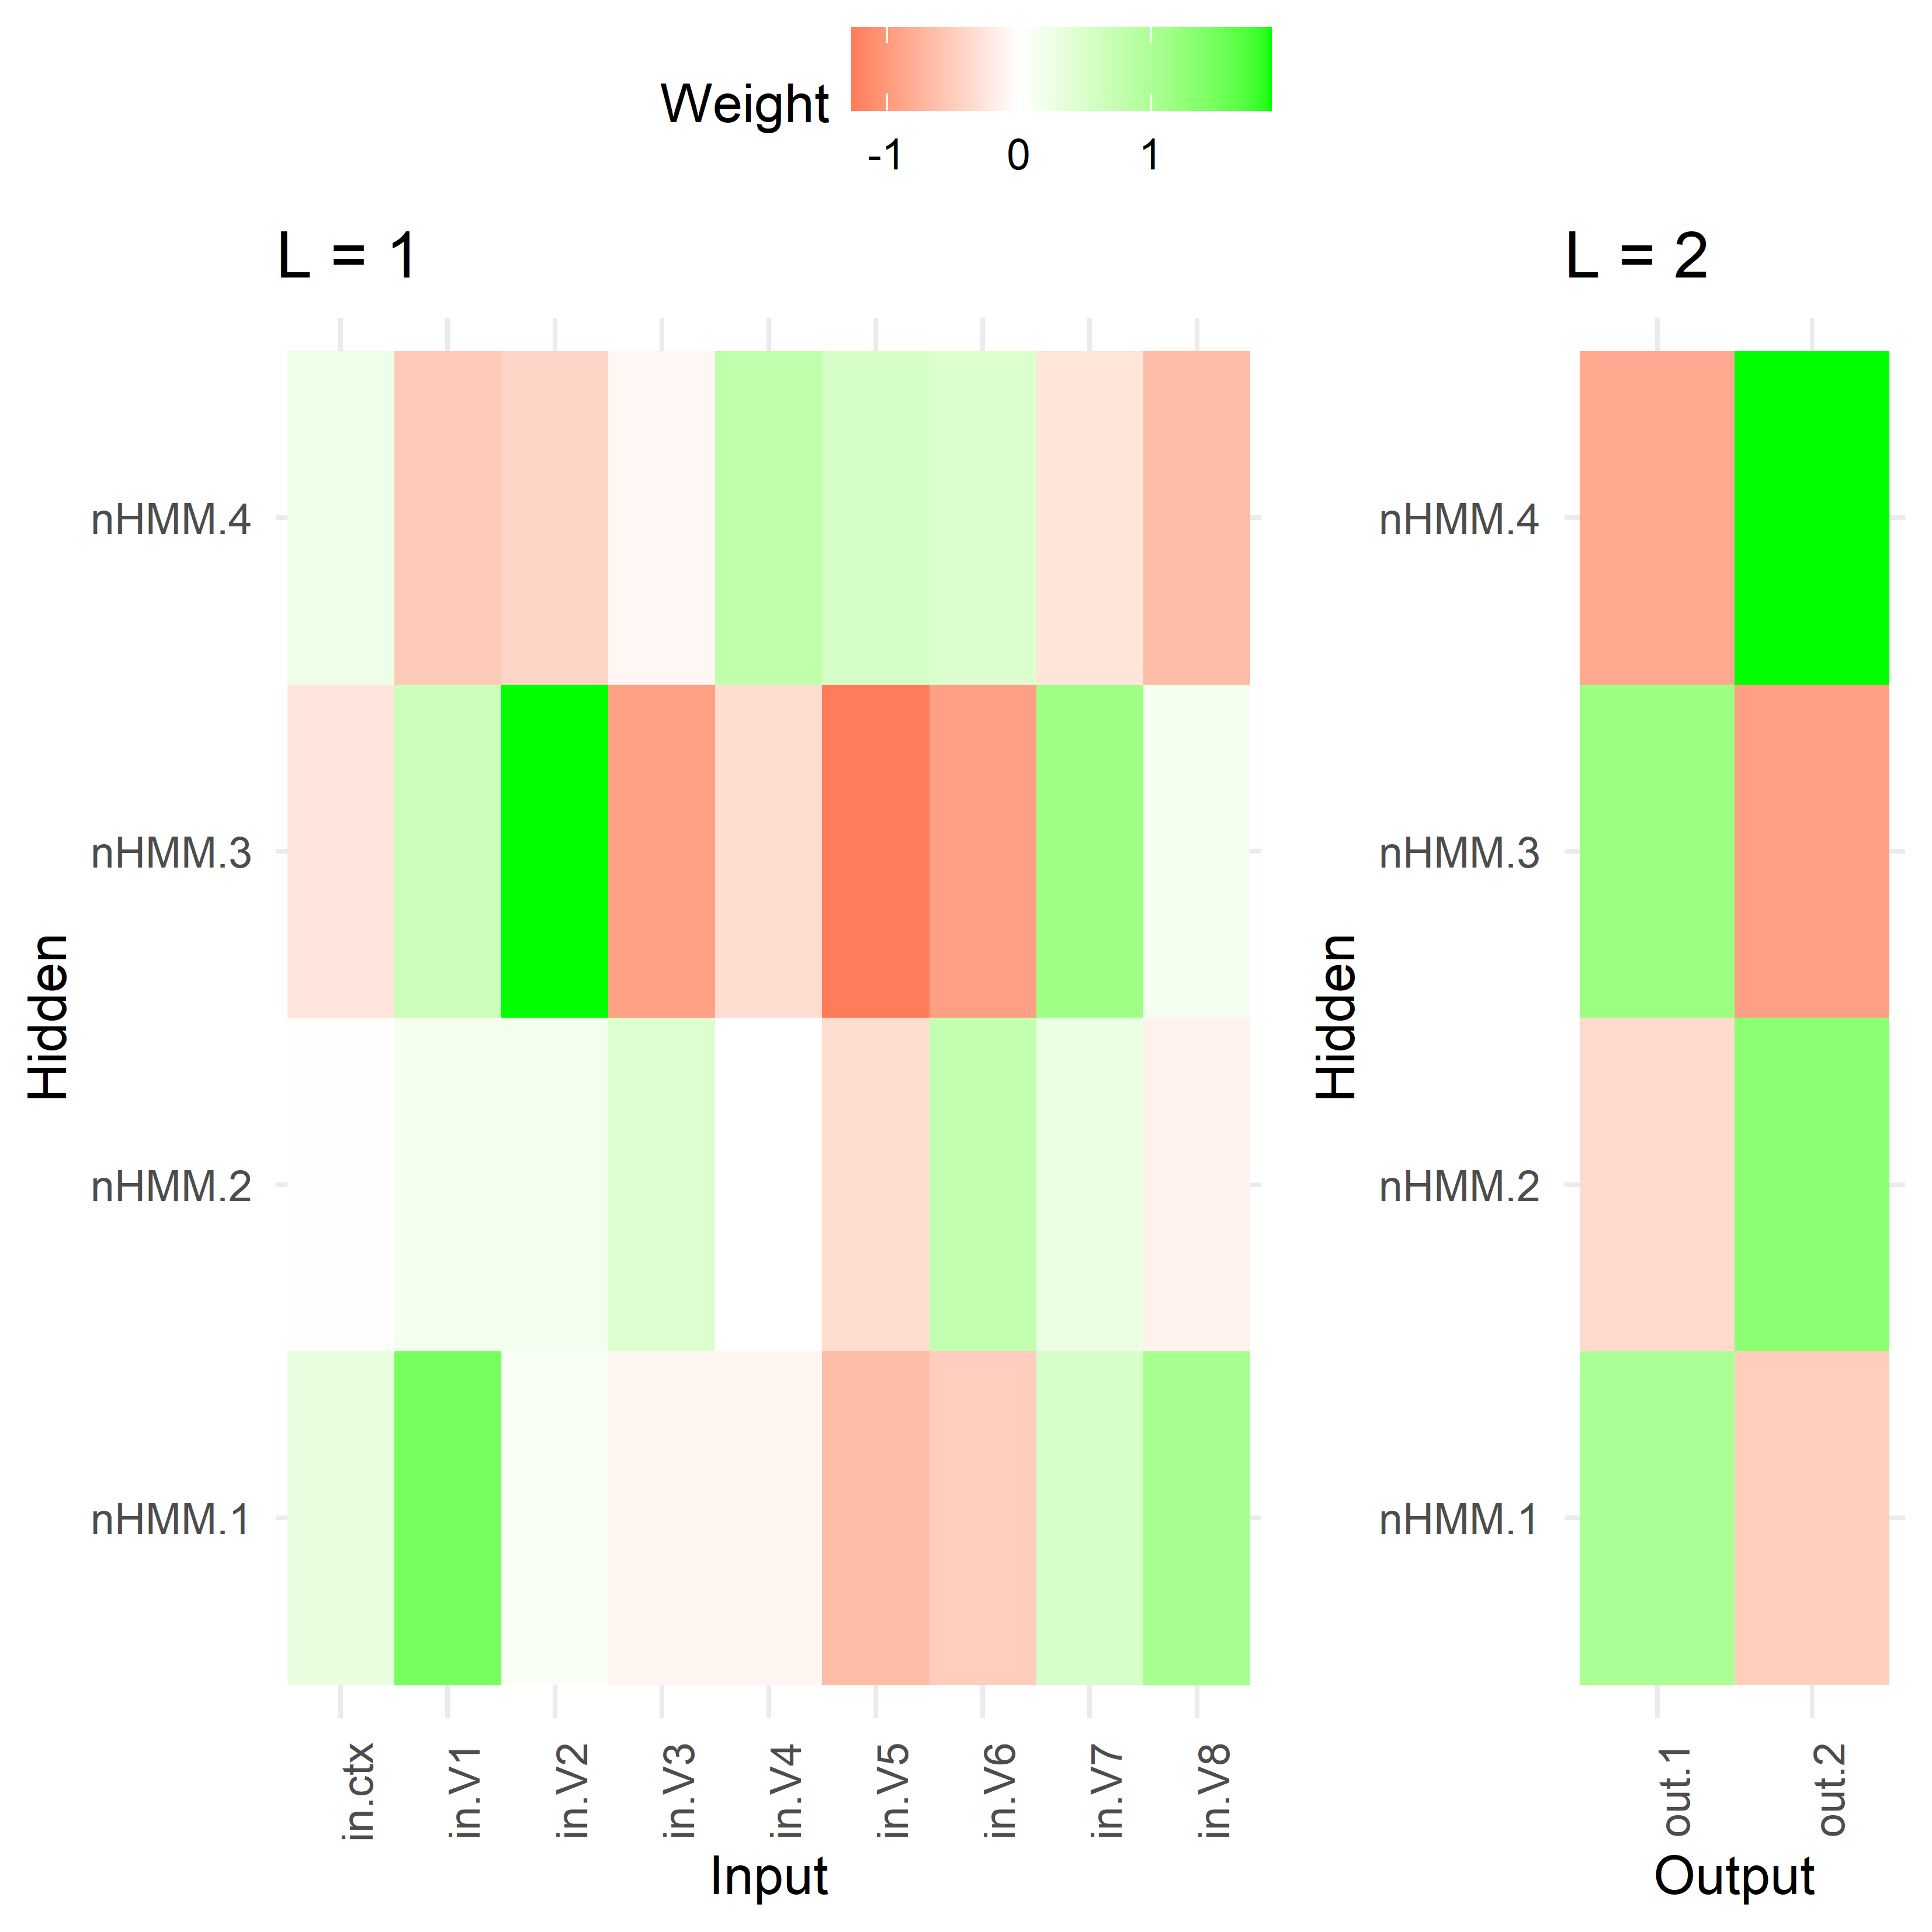 Weight
-1 0 1
L = 1
L = 2
nHMM.4
nHMM.3
nHMM.2
nHMM.1
Hidden
in.ctx
in.V1
in.V2
in.V3
in.V4
in.V5
in.V6
in.V7
in.V8
Input
nHMM.4
nHMM.3
nHMM.2
nHMM.1
Hidden
out.1
out.2
Output